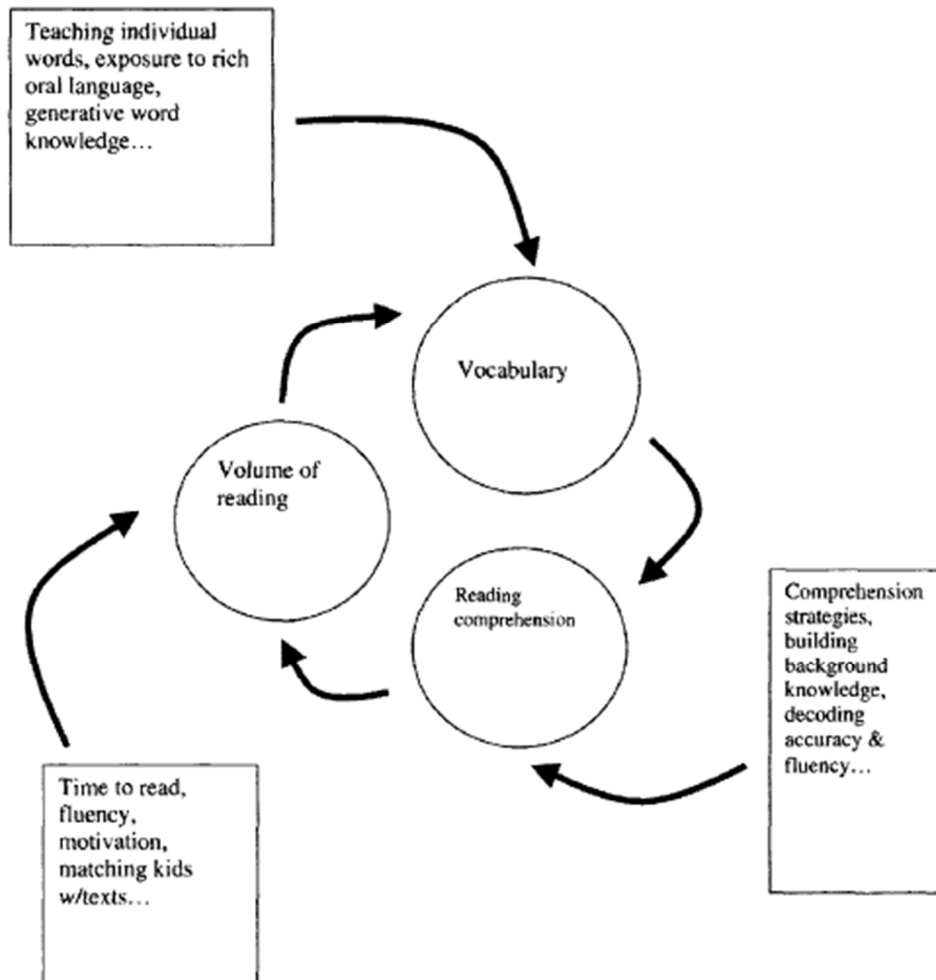 Teaching individual
words, exposure to rich
oral language,
generative word
knowledge...
Vocabulary
Volume of
reading
Reading
comprehension
Comprehension
strategies,
building
background
knowledge,
decoding
accuracy &
fluency...
Time to read,
fluency,
motivation,
matching kids
w/texts...